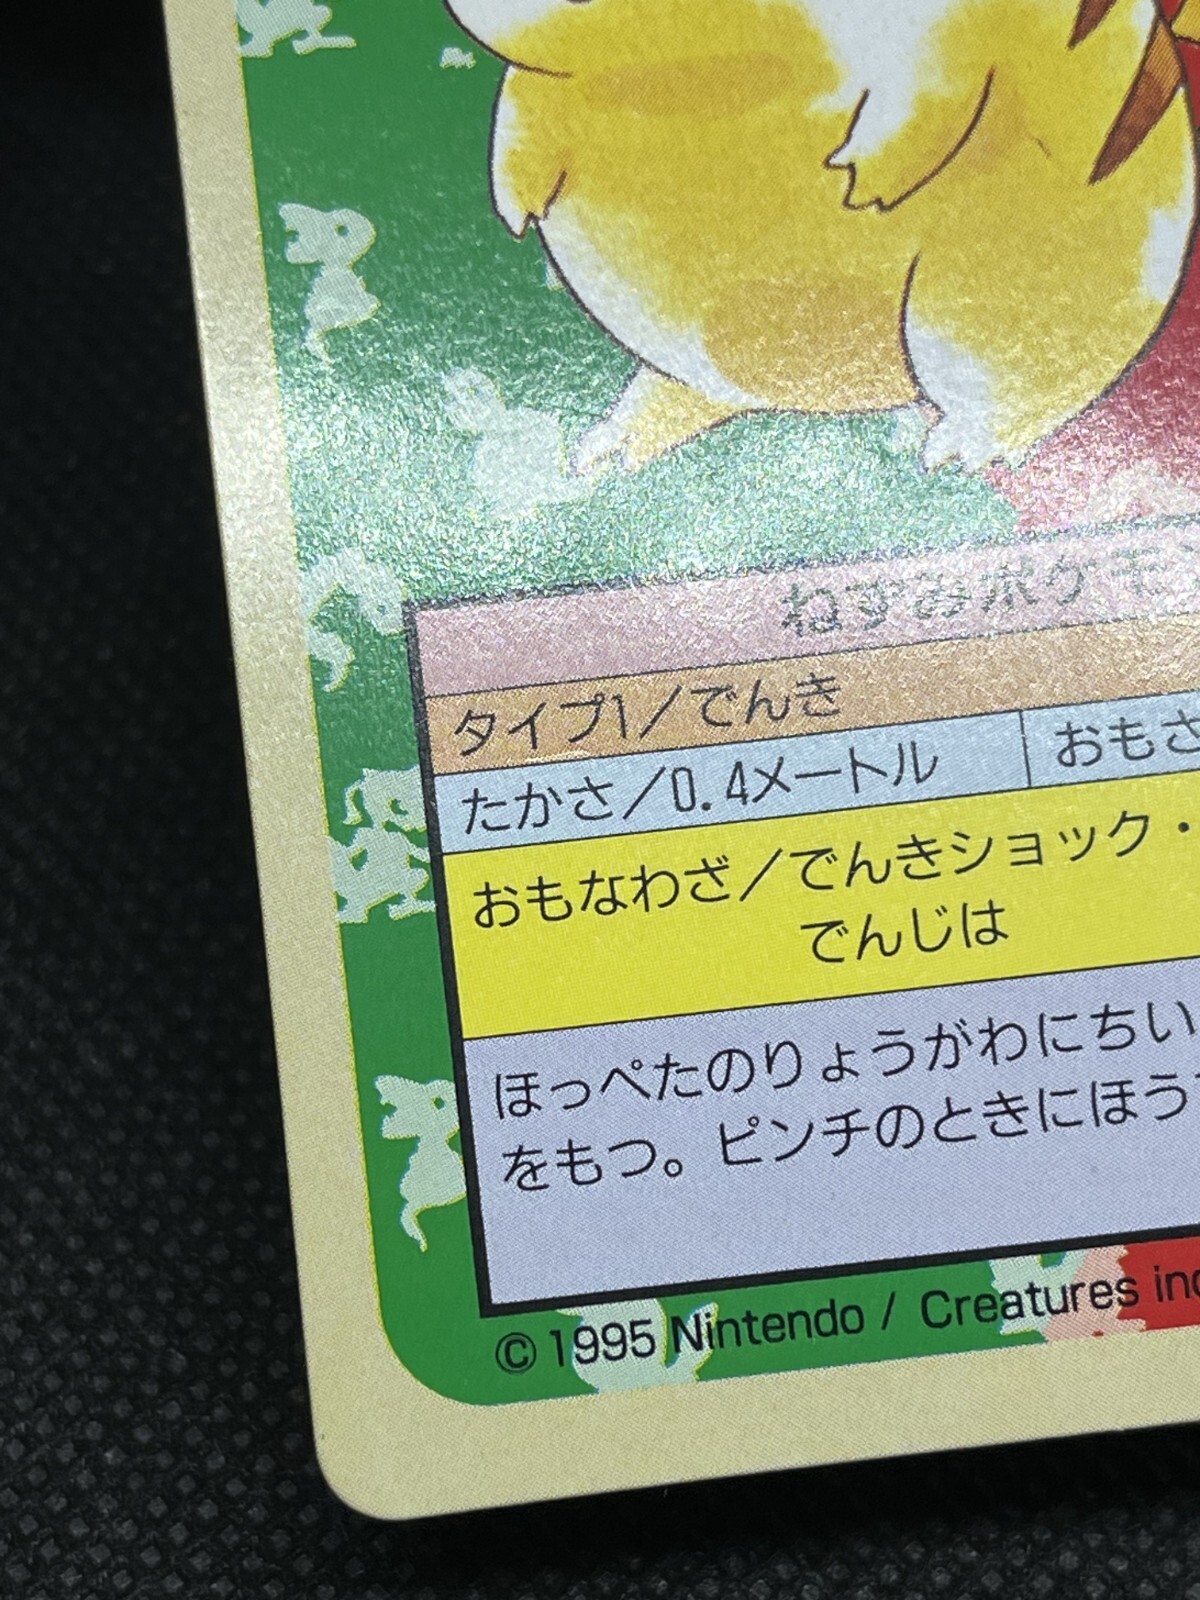 ねずみポケモン
タイプ1/でんき
たかさ/0.4メートル おもさ
おもなわざ/でんきショック・
でんじは
ほっぺたのりょうがわにちい
をもつ。ピンチのときにほう
©1995 Nintendo / Creatures inc